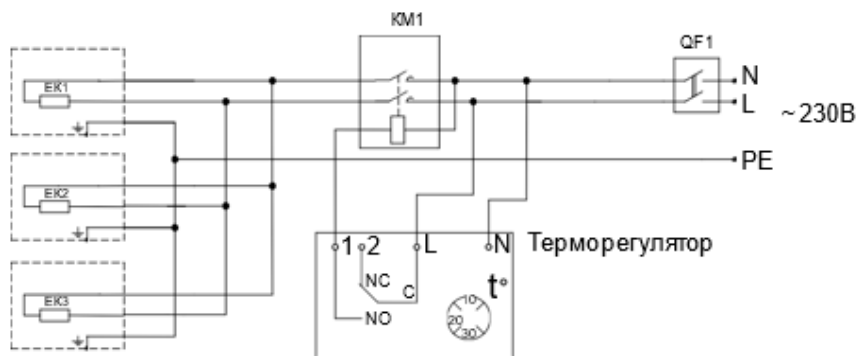 KM1
QF1
EK1
N
L
~230В
PE
EK2
1 2 L N Терморегулятор
NC
C
t°
NO
10
20
30
EK3